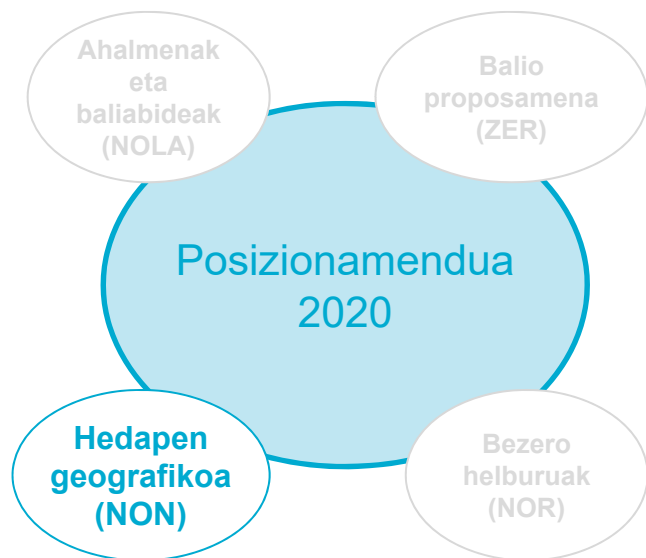 Ahalmenak
eta
baliabideak
(NOLA)
Balio
proposamena
(ZER)
Posizionamendua
2020
Hedapen
geografikoa
(NON)
Bezero
helburuak
(NOR)